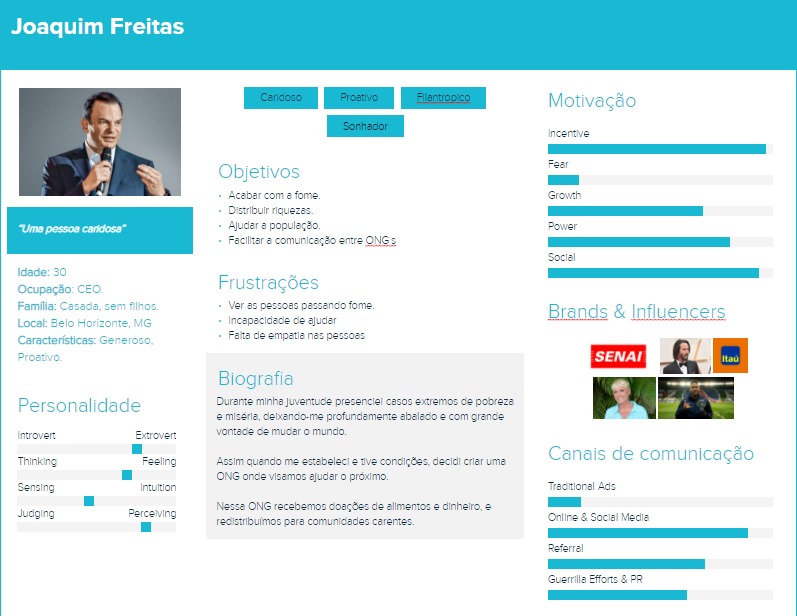 Joaquim Freitas
Caridoso
Proativo
Filantropico
Sonhador
"Uma pessoa caridosa"
Idade: 30
Ocupação: CEO.
Família: Casada, sem filhos.
Local: Belo Horizonte, MG
Características: Generoso,
Proativo.
Personalidade
Introvert Extrovert
Thinking Feeling
Sensing Intuition
Judging Perceiving
Objetivos
• Acabar com a fome.
• Distribuir riquezas.
• Ajudar a população.
• Facilitar a comunicação entre ONG's
Frustrações
• Ver as pessoas passando fome.
• Incapacidade de ajudar
• Falta de empatia nas pessoas
Biografia
Durante minha juventude presenciei casos extremos de pobreza
e miséria, deixando-me profundamente abalado e com grande
vontade de mudar o mundo.
Assim quando me estabeleci e tive condições, decidi criar uma
ONG onde visamos ajudar o próximo.
Nessa ONG recebemos doações de alimentos e dinheiro, e
redistribuímos para comunidades carentes.
Motivação
Incentive
Fear
Growth
Power
Social
Brands & Influencers
SENAI
Itaú
Canais de comunicação
Traditional Ads
Online & Social Media
Referral
Guerrilla Efforts & PR